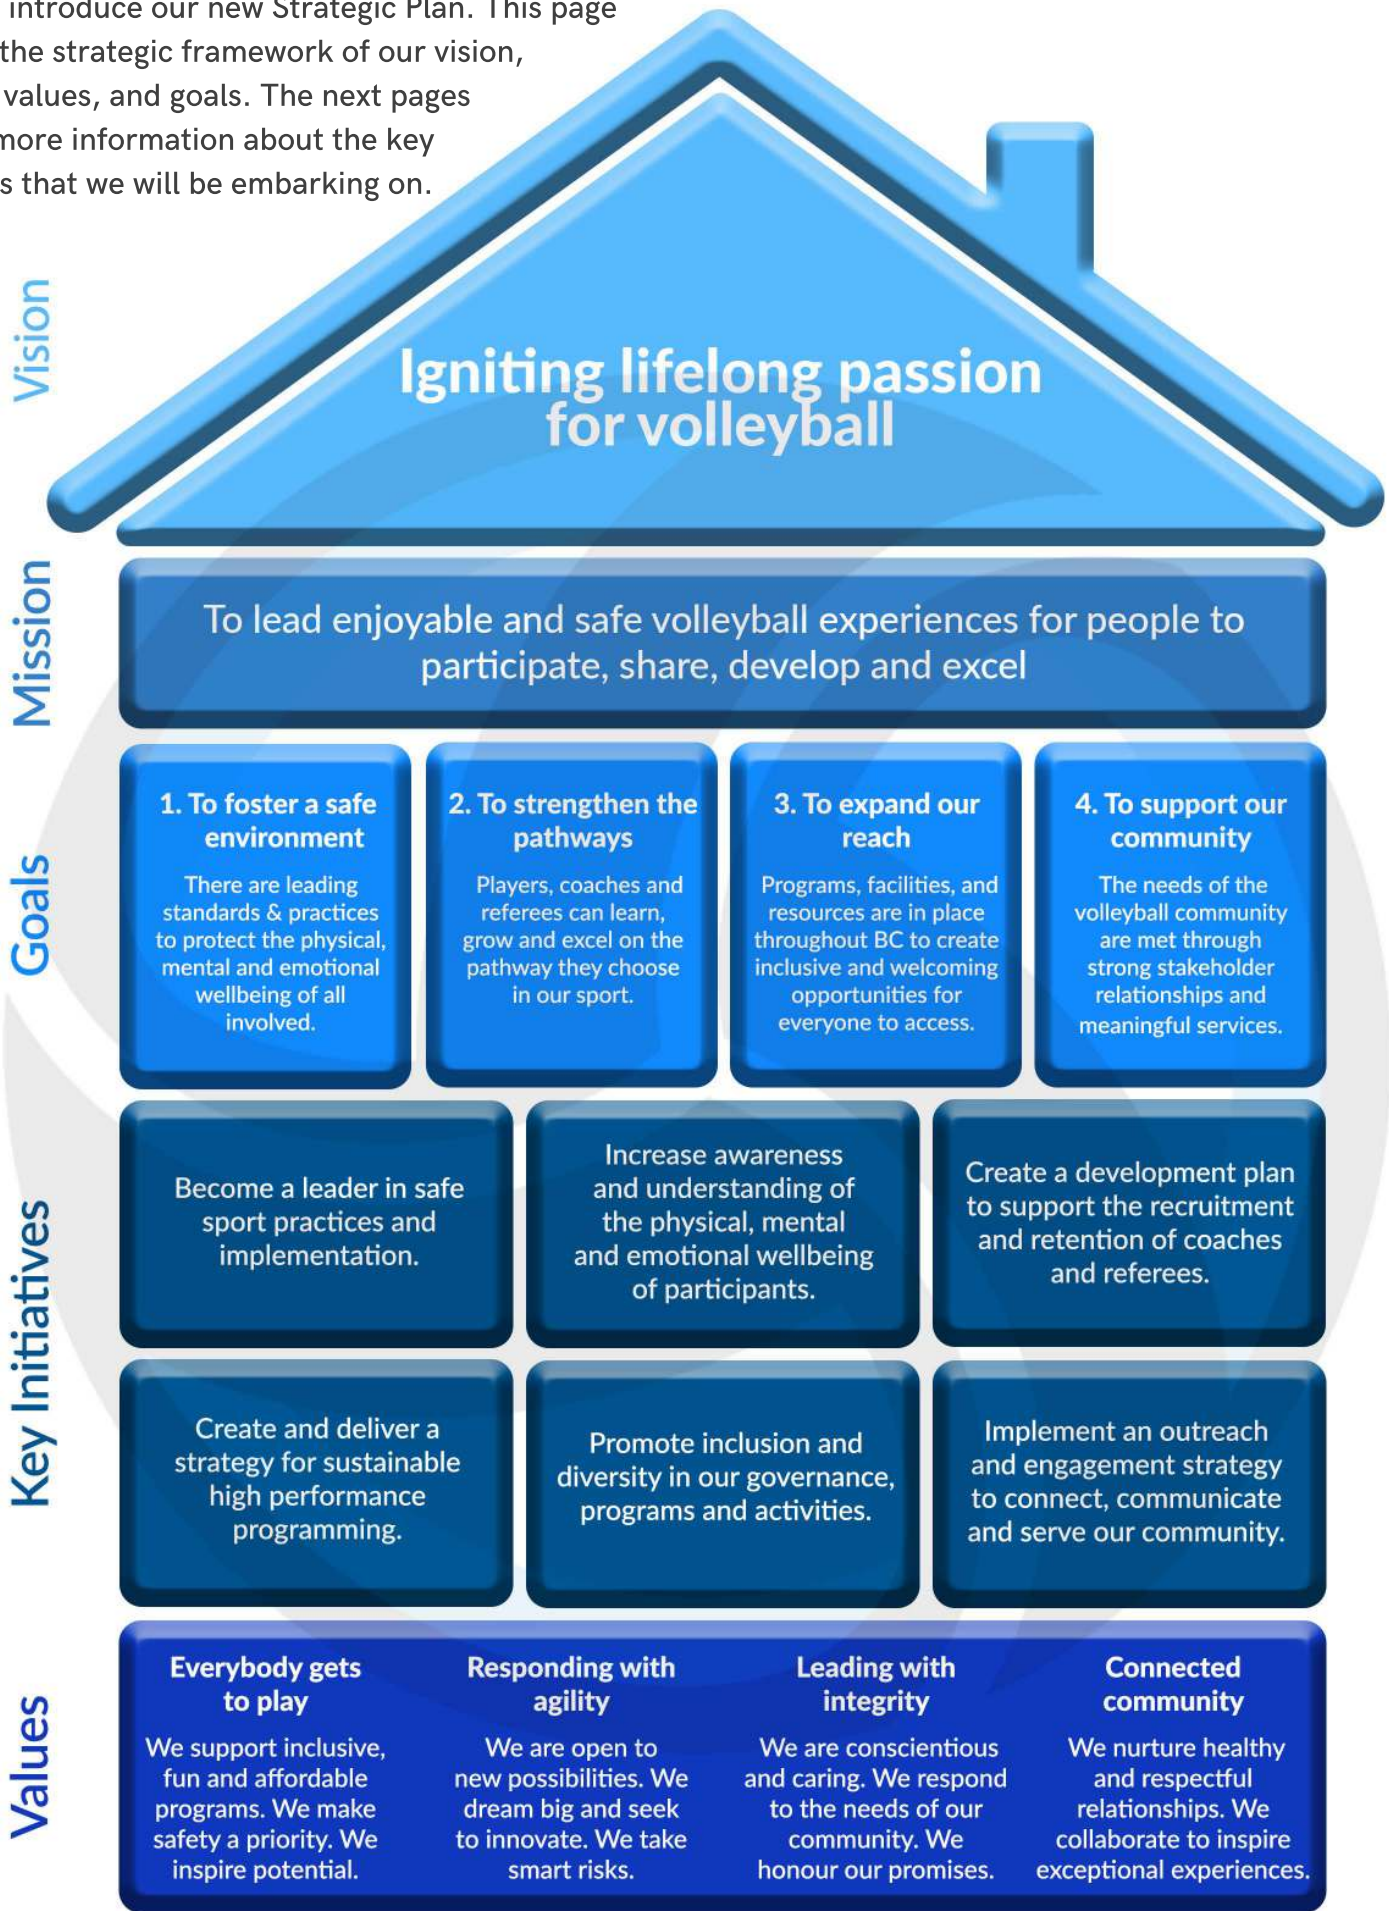 introduce our new Strategic Plan. This page
the strategic framework of our vision,
values, and goals. The next pages
more information about the key
s that we will be embarking on.
Vision
Igniting lifelong passion
for volleyball
Mission
To lead enjoyable and safe volleyball experiences for people to
participate, share, develop and excel
Goals
1. To foster a safe
environment
There are leading
standards & practices
to protect the physical,
mental and emotional
wellbeing of all
involved.
2. To strengthen the
pathways
Players, coaches and
referees can learn,
grow and excel on the
pathway they choose
in our sport.
3. To expand our
reach
Programs, facilities, and
resources are in place
throughout BC to create
inclusive and welcoming
opportunities for
everyone to access.
4. To support our
community
The needs of the
volleyball community
are met through
strong stakeholder
relationships and
meaningful services.
Key Initiatives
Become a leader in safe
sport practices and
implementation.
Increase awareness
and understanding of
the physical, mental
and emotional wellbeing
of participants.
Create a development plan
to support the recruitment
and retention of coaches
and referees.
Create and deliver a
strategy for sustainable
high performance
programming.
Promote inclusion and
diversity in our governance,
programs and activities.
Implement an outreach
and engagement strategy
to connect, communicate
and serve our community.
Values
Everybody gets
to play
We support inclusive,
fun and affordable
programs. We make
safety a priority. We
inspire potential.
Responding with
agility
We are open to
new possibilities. We
dream big and seek
to innovate. We take
smart risks.
Leading with
integrity
We are conscientious
and caring. We respond
to the needs of our
community. We
honour our promises.
Connected
community
We nurture healthy
and respectful
relationships. We
collaborate to inspire
exceptional experiences.